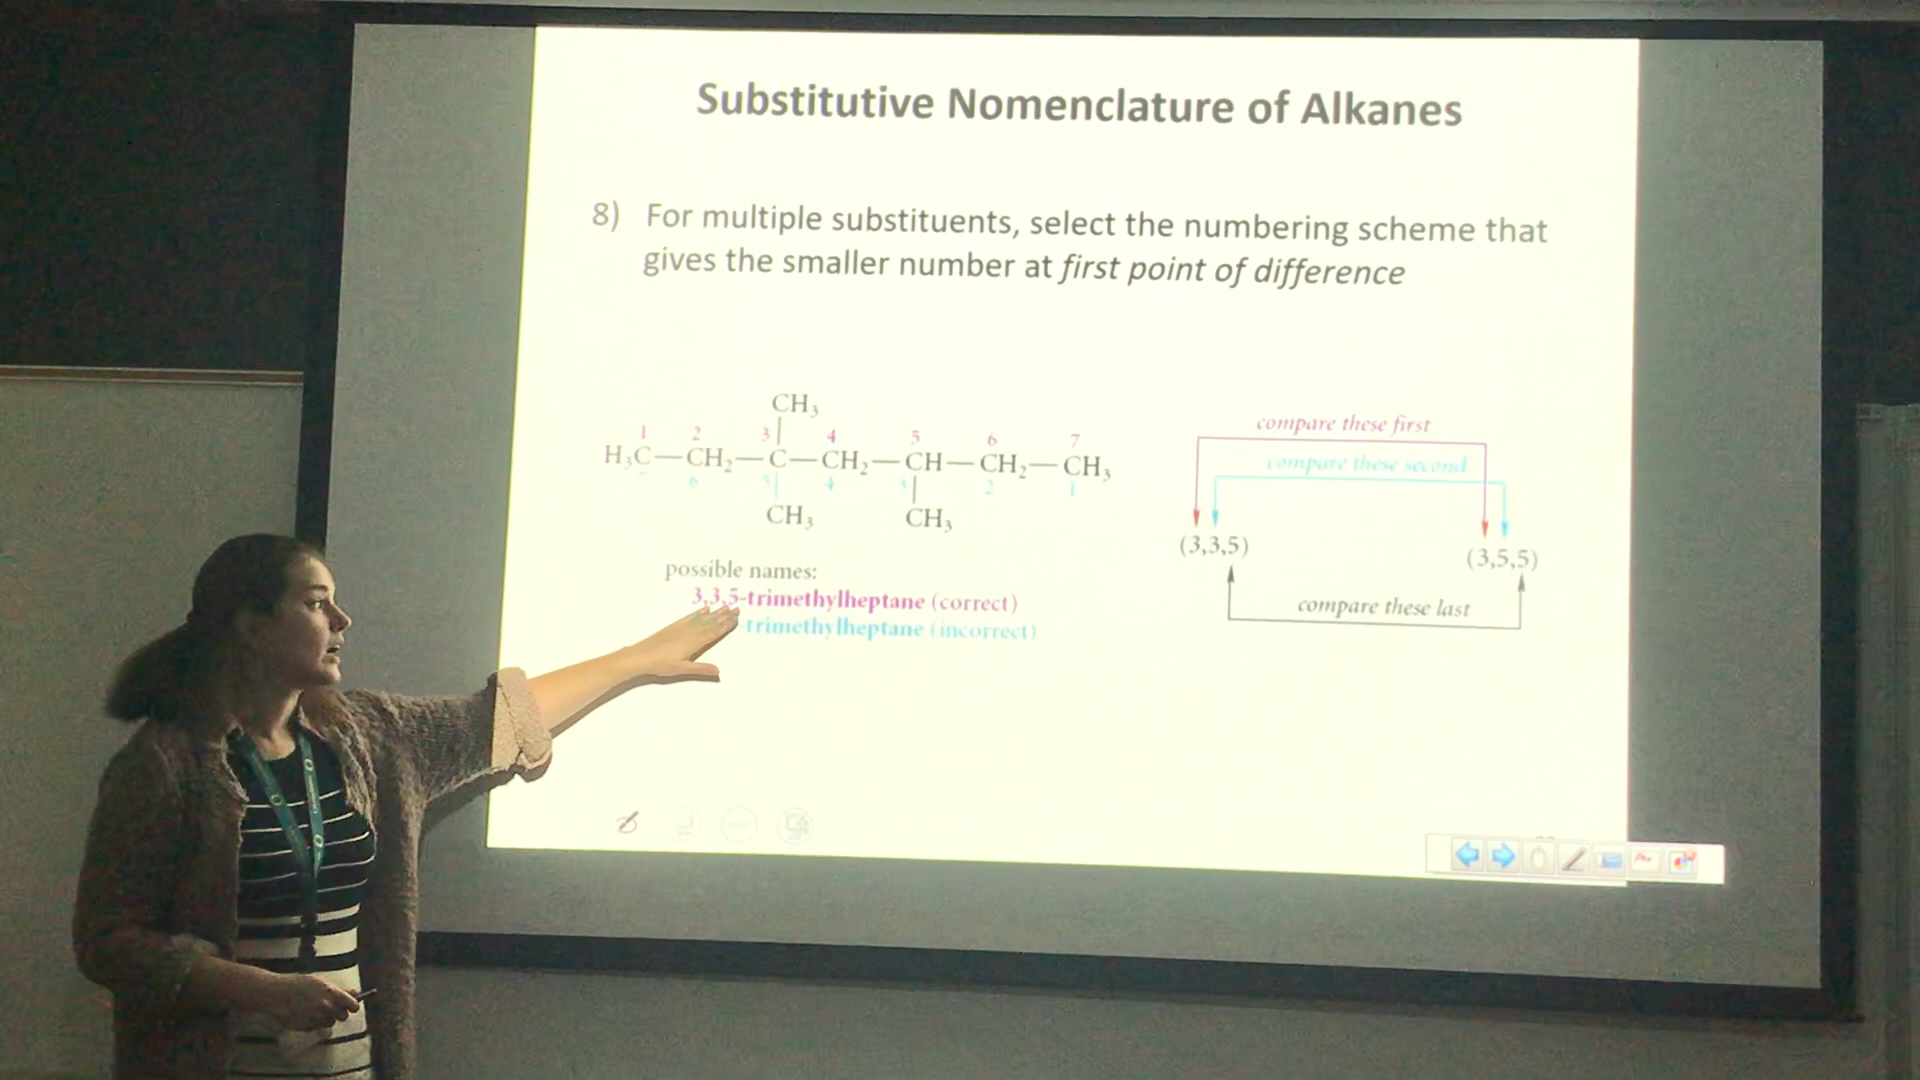 Substitutive Nomenclature of Alkanes
8) For multiple substituents, select the numbering scheme that
gives the smaller number at first point of difference
CH₃
1 2 3 4 5 6 7
H₃C—CH₂—C—CH₂—CH—CH₂—CH₃
6 5 4 3 2 1
CH₃ CH₃
possible names:
3,3,5-trimethylheptane (correct)
-trimethylheptane (incorrect)
compare these first
compare these second
(3,3,5) (3,5,5)
compare these last